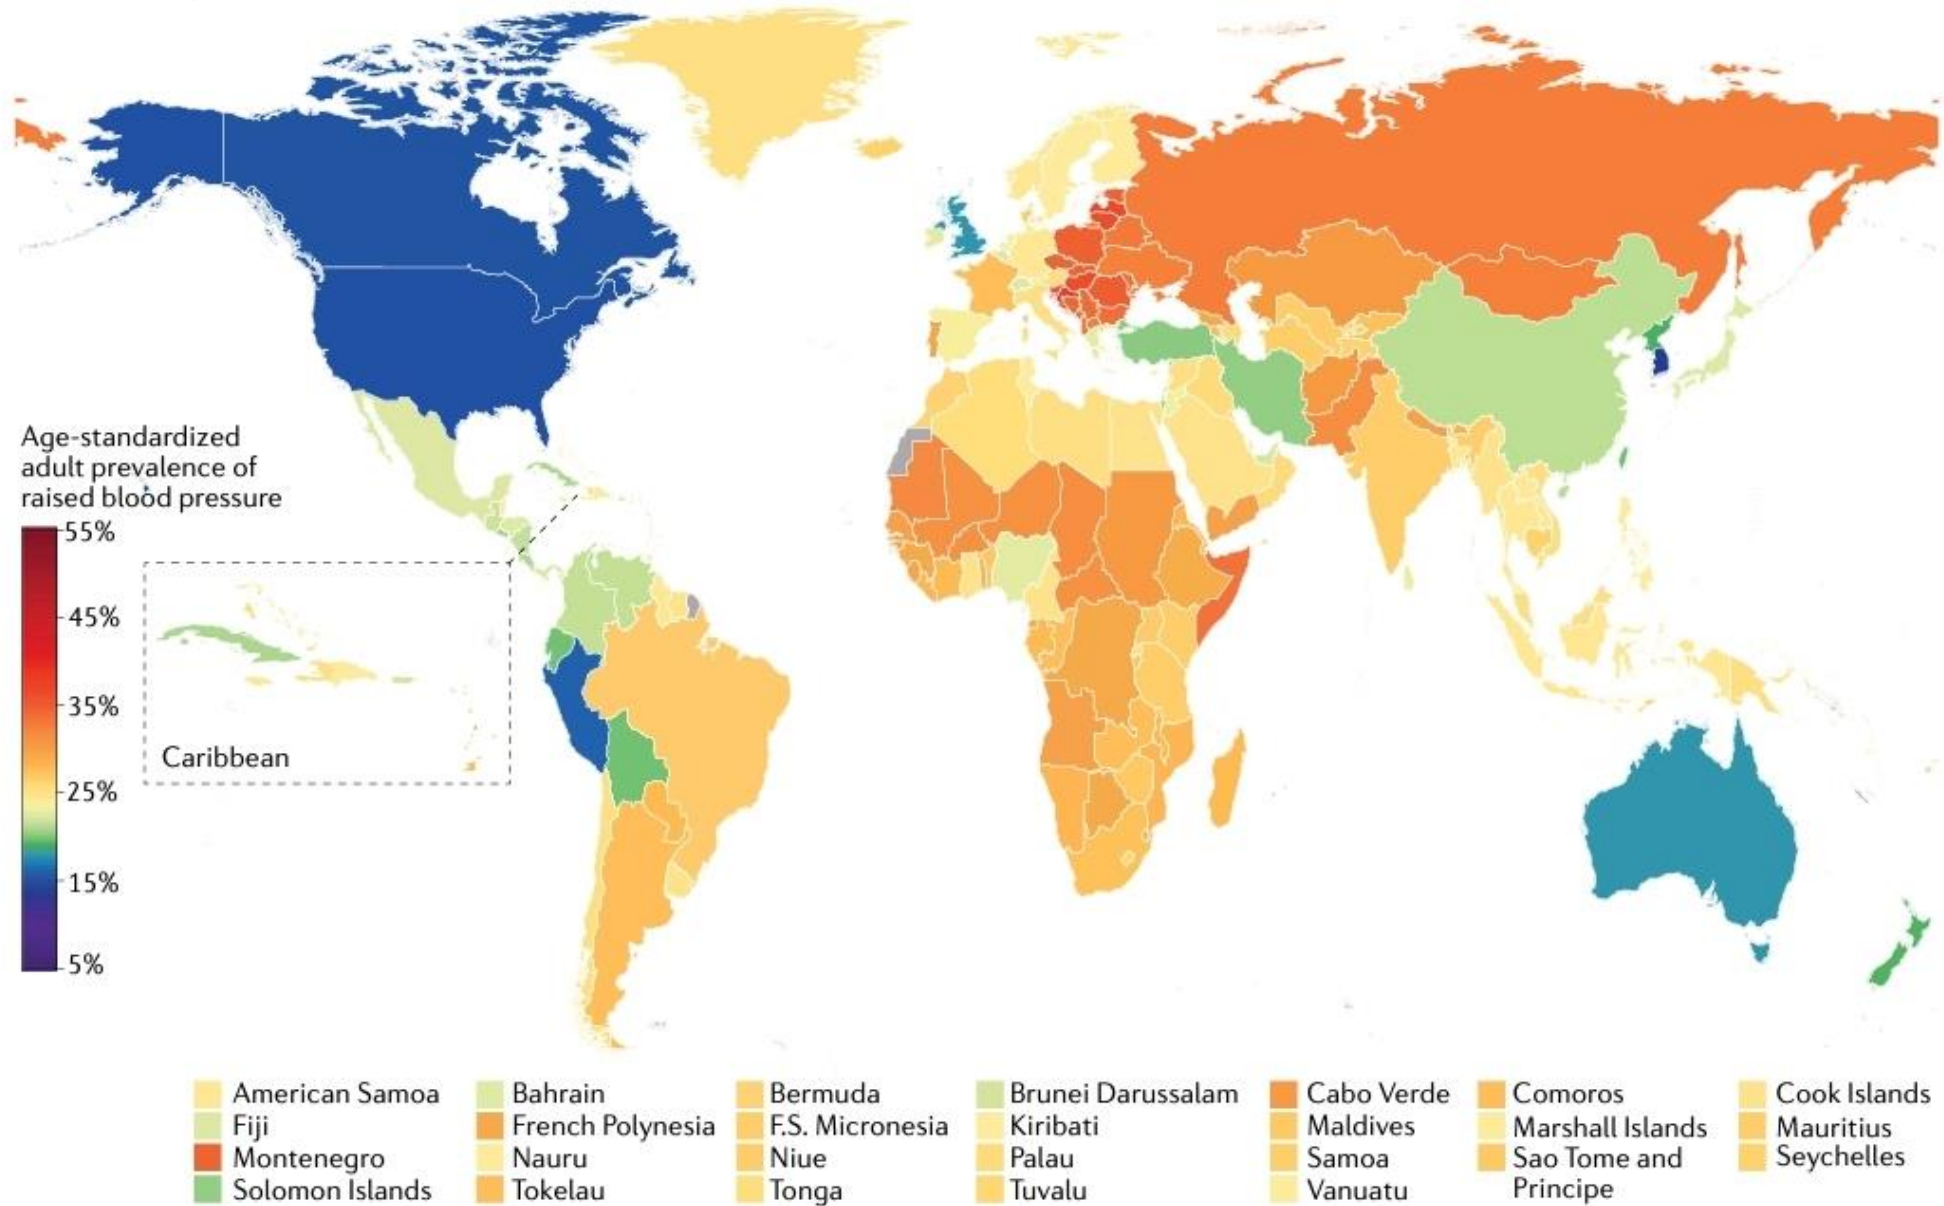 Age-standardized
adult prevalence of
raised blood pressure
55%
45%
35%
25%
15%
5%
Caribbean
American Samoa
Bahrain
Bermuda
Brunei Darussalam
Cabo Verde
Comoros
Cook Islands
Fiji
French Polynesia
F.S. Micronesia
Kiribati
Maldives
Marshall Islands
Mauritius
Montenegro
Nauru
Niue
Palau
Samoa
Sao Tome and
Principe
Seychelles
Solomon Islands
Tokelau
Tonga
Tuvalu
Vanuatu